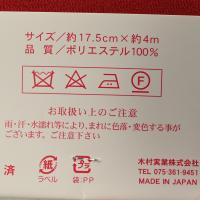 サイズ／約17.5cm×約4m
品　質／ポリエステル100%
お取扱い上のご注意
雨・汗・水濡れ等により、まれに色落・変色する事が
ございます。ご注意下さい
済
紙
ラベル
プラ
袋:PP
木村実業株式会社
TEL 075-361-9451
MADE IN JAPAN